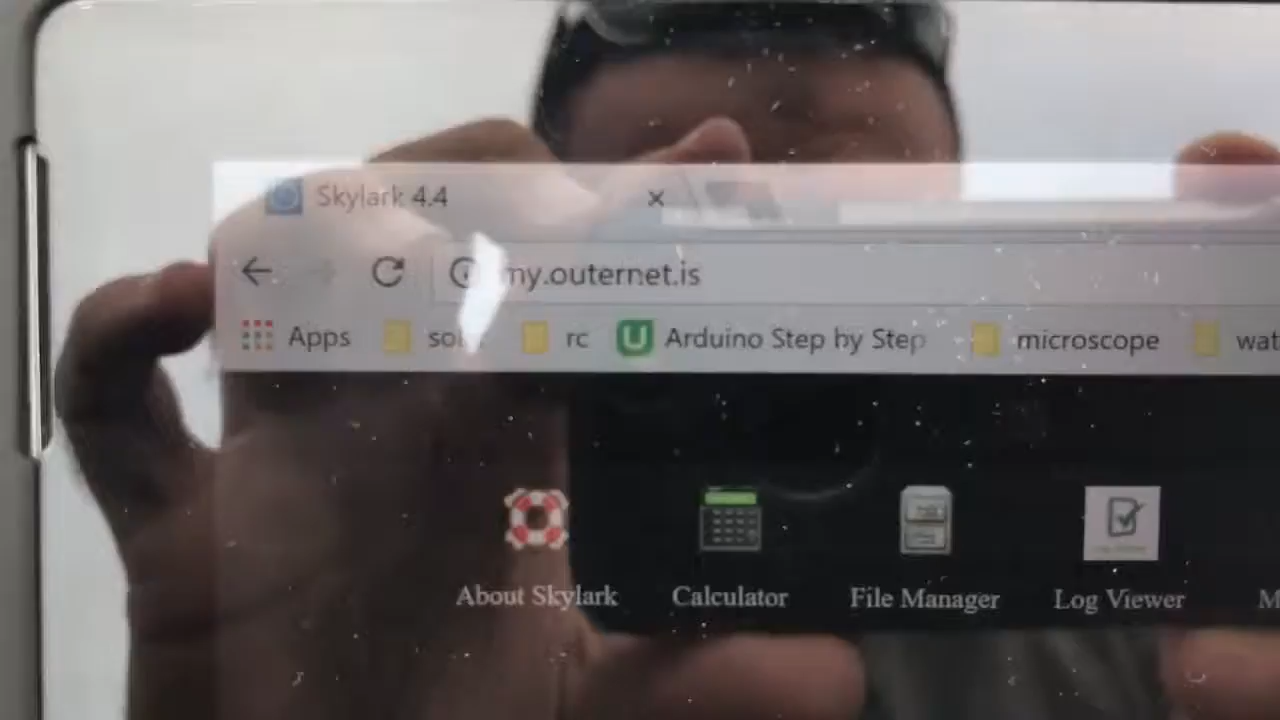 Skylark 4.4
my.outernet.is
Apps rc Arduino Step by Step microscope
About Skylark Calculator File Manager Log Viewer